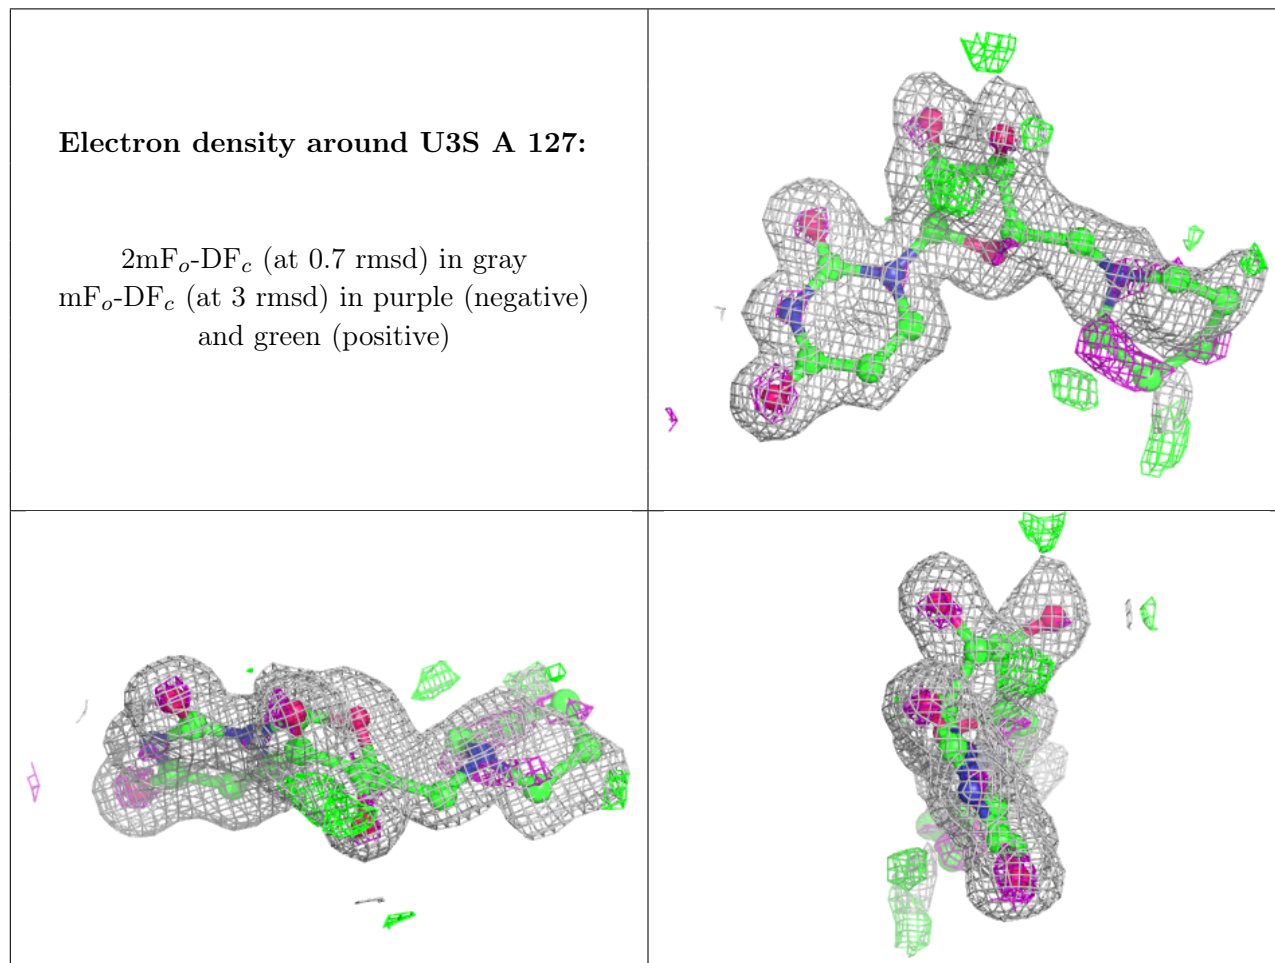 Electron density around U3S A 127:
2mFo-DFc (at 0.7 rmsd) in gray
mFo-DFc (at 3 rmsd) in purple (negative)
and green (positive)